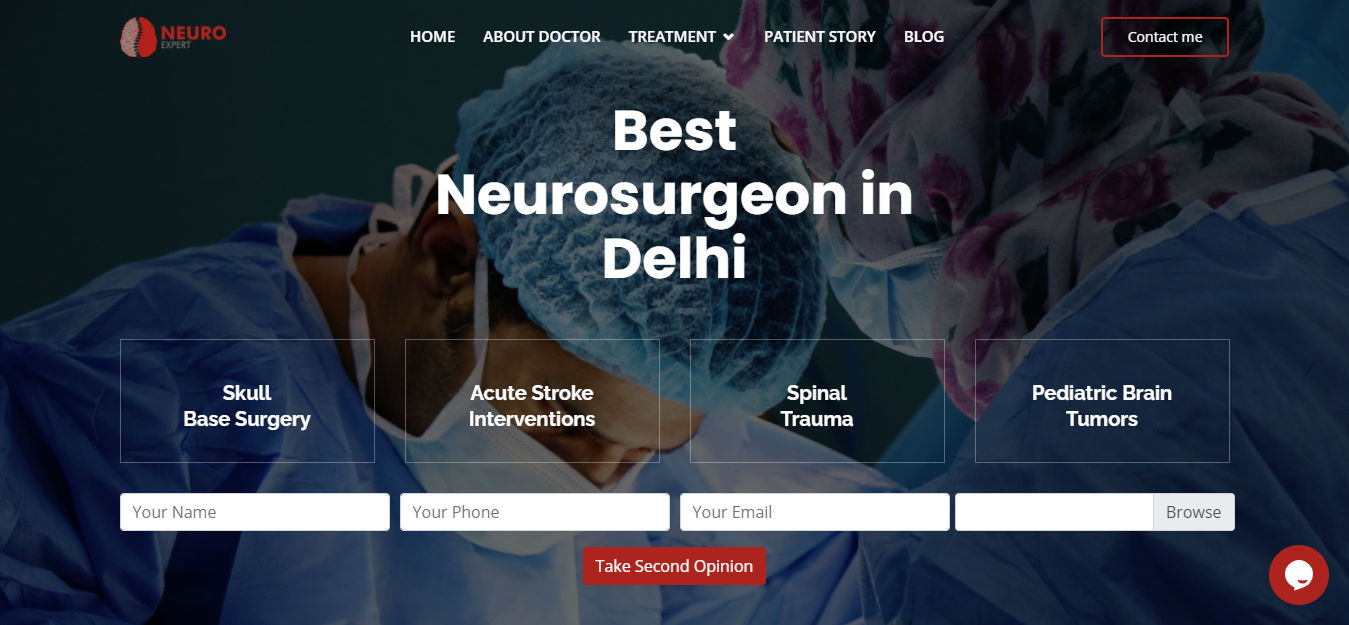 NEURO
EXPERT
HOME ABOUT DOCTOR TREATMENT PATIENT STORY BLOG
Contact me
Best
Neurosurgeon in
Delhi
Skull
Base Surgery
Acute Stroke
Interventions
Spinal
Trauma
Pediatric Brain
Tumors
Your Name
Your Phone
Your Email
Browse
Take Second Opinion